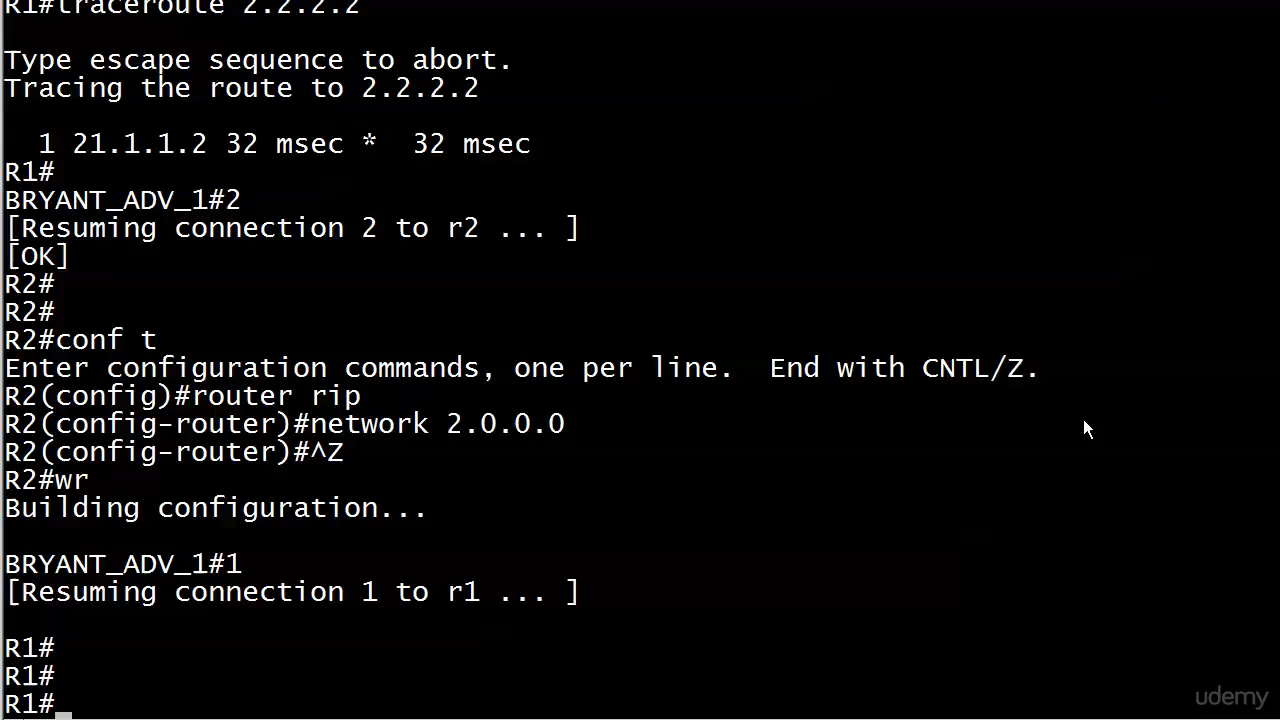 R1#traceroute 2.2.2.2
Type escape sequence to abort.
Tracing the route to 2.2.2.2
1 21.1.1.2 32 msec *  32 msec
R1#
BRYANT_ADV_1#2
[Resuming connection 2 to r2 ... ]
[OK]
R2#
R2#
R2#conf t
Enter configuration commands, one per line.  End with CNTL/Z.
R2(config)#router rip
R2(config-router)#network 2.0.0.0
R2(config-router)#^Z
R2#wr
Building configuration...
BRYANT_ADV_1#1
[Resuming connection 1 to r1 ... ]
R1#
R1#
R1#
udemy